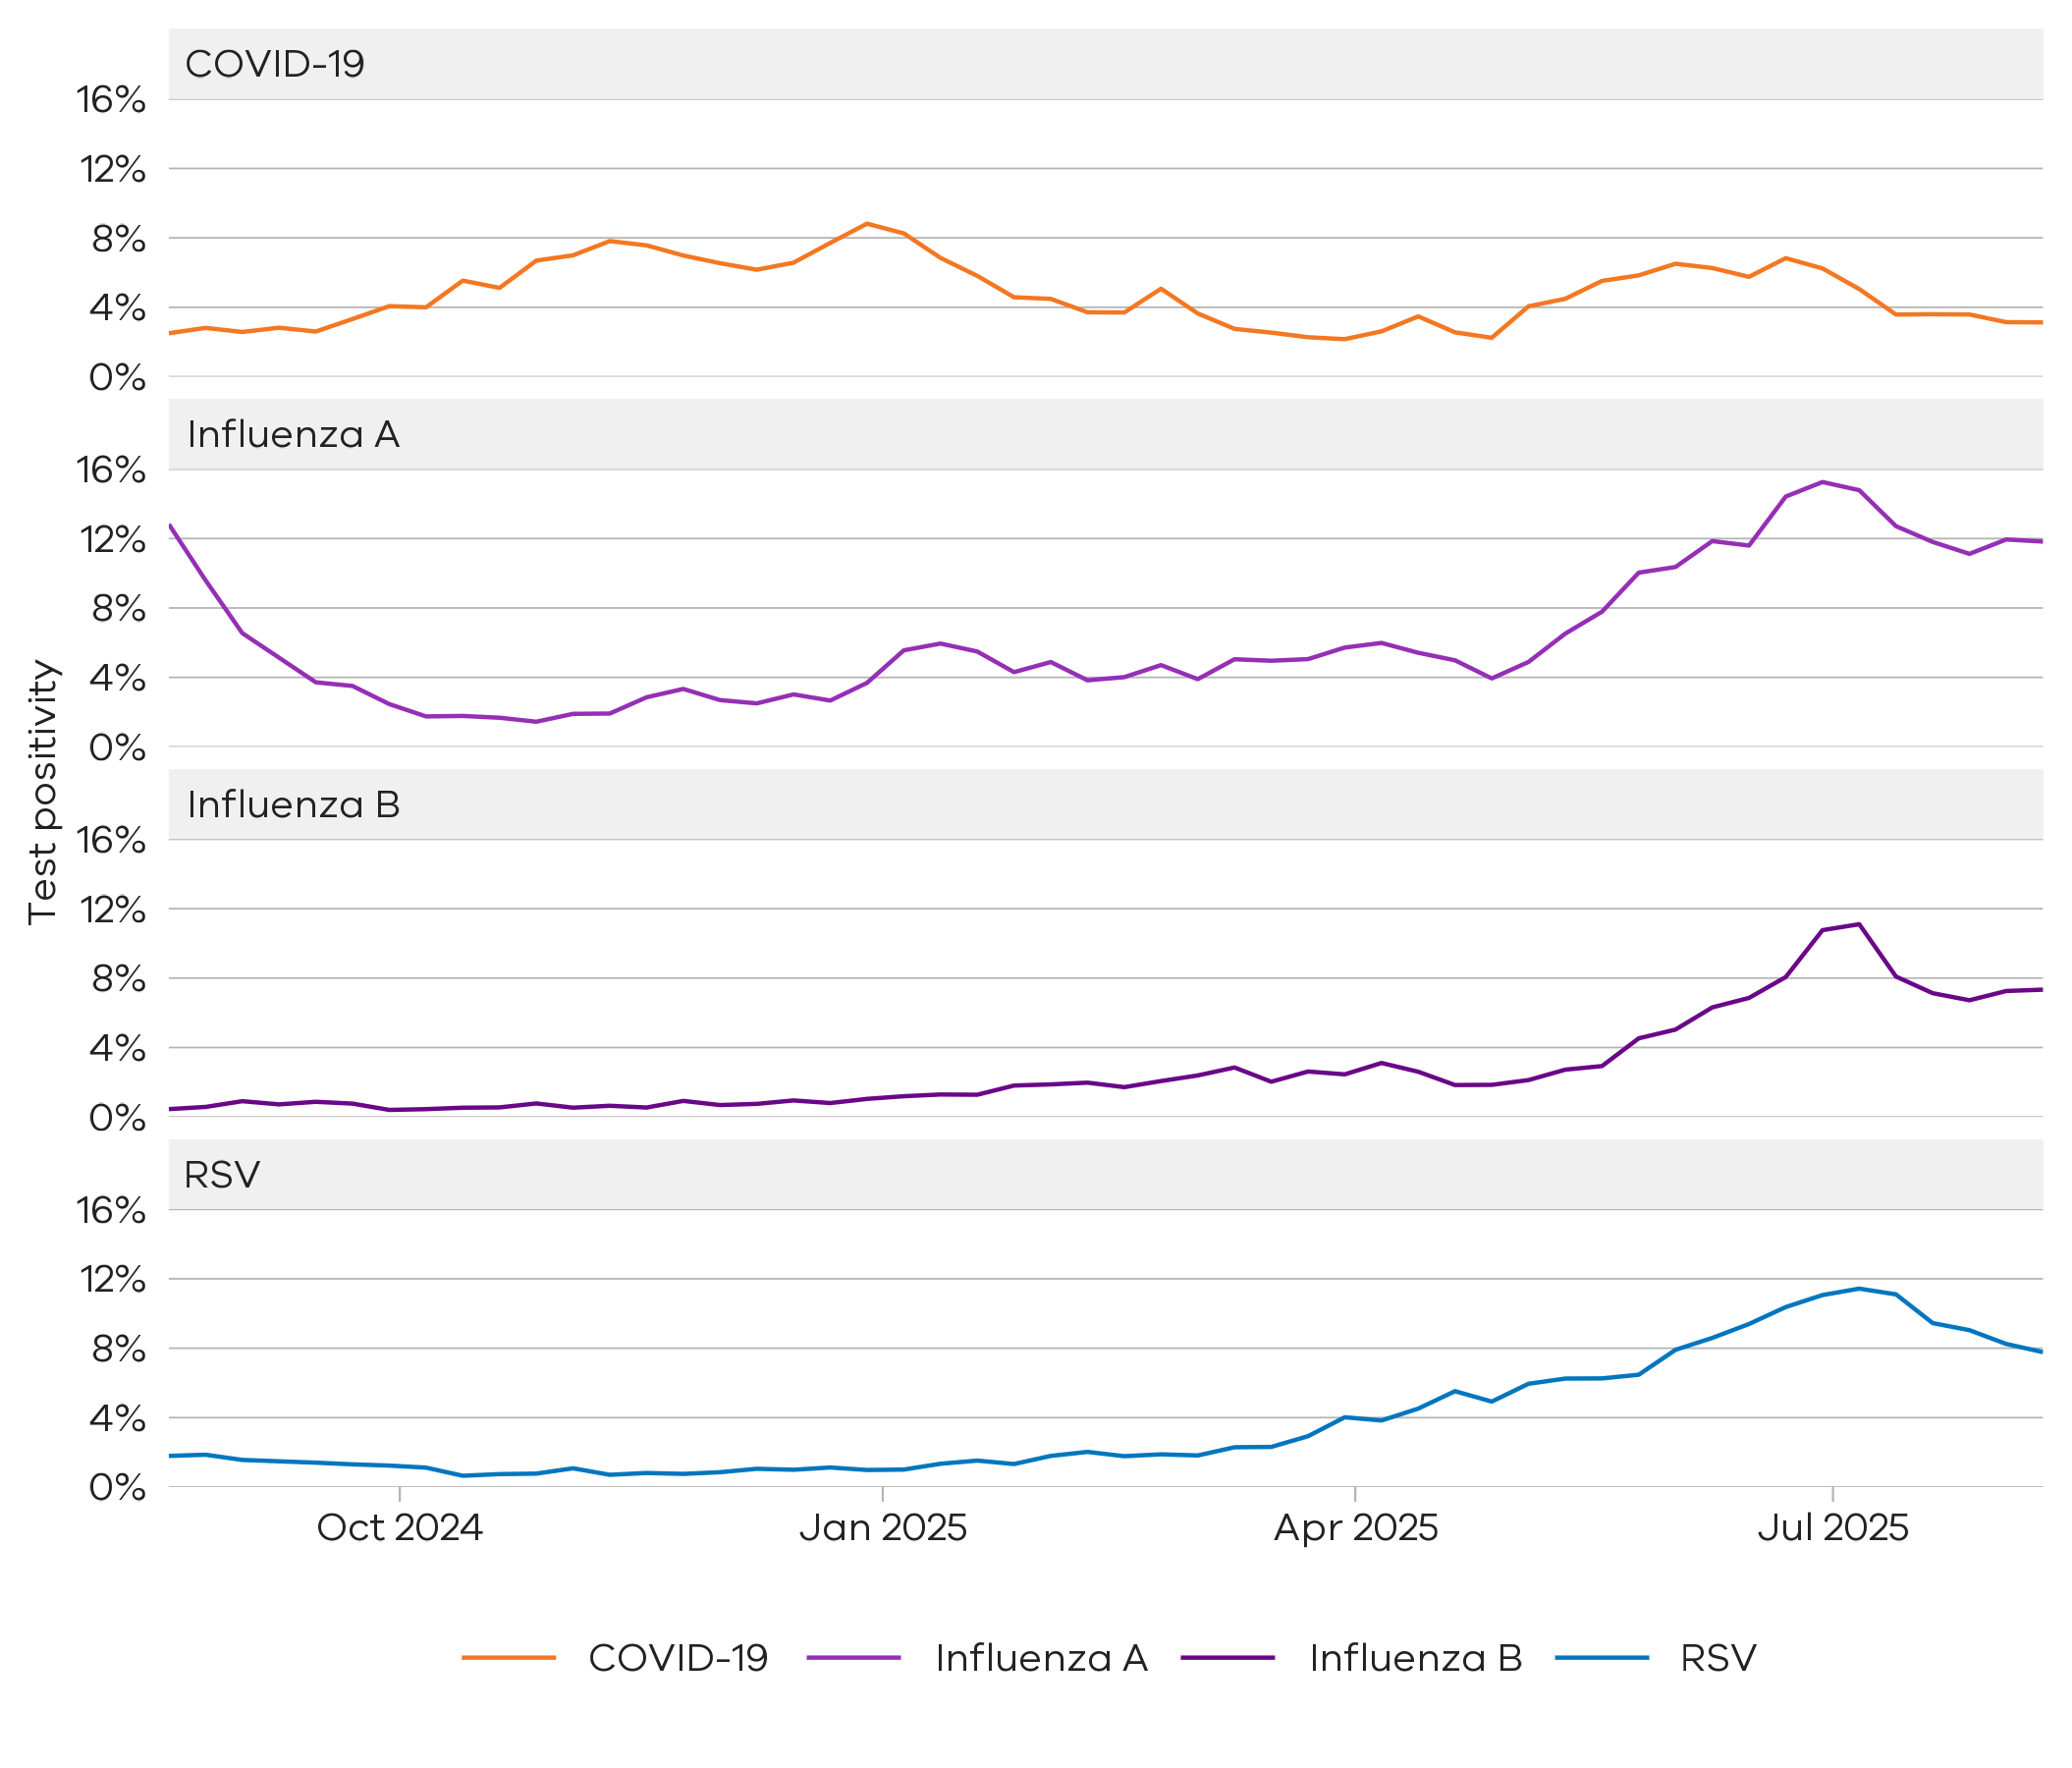 COVID-19
16%
12%
8%
4%
0%
Influenza A
16%
12%
8%
4%
0%
Test positivity
Influenza B
16%
12%
8%
4%
0%
RSV
16%
12%
8%
4%
0%
Oct 2024 Jan 2025 Apr 2025 Jul 2025
COVID-19 Influenza A Influenza B RSV